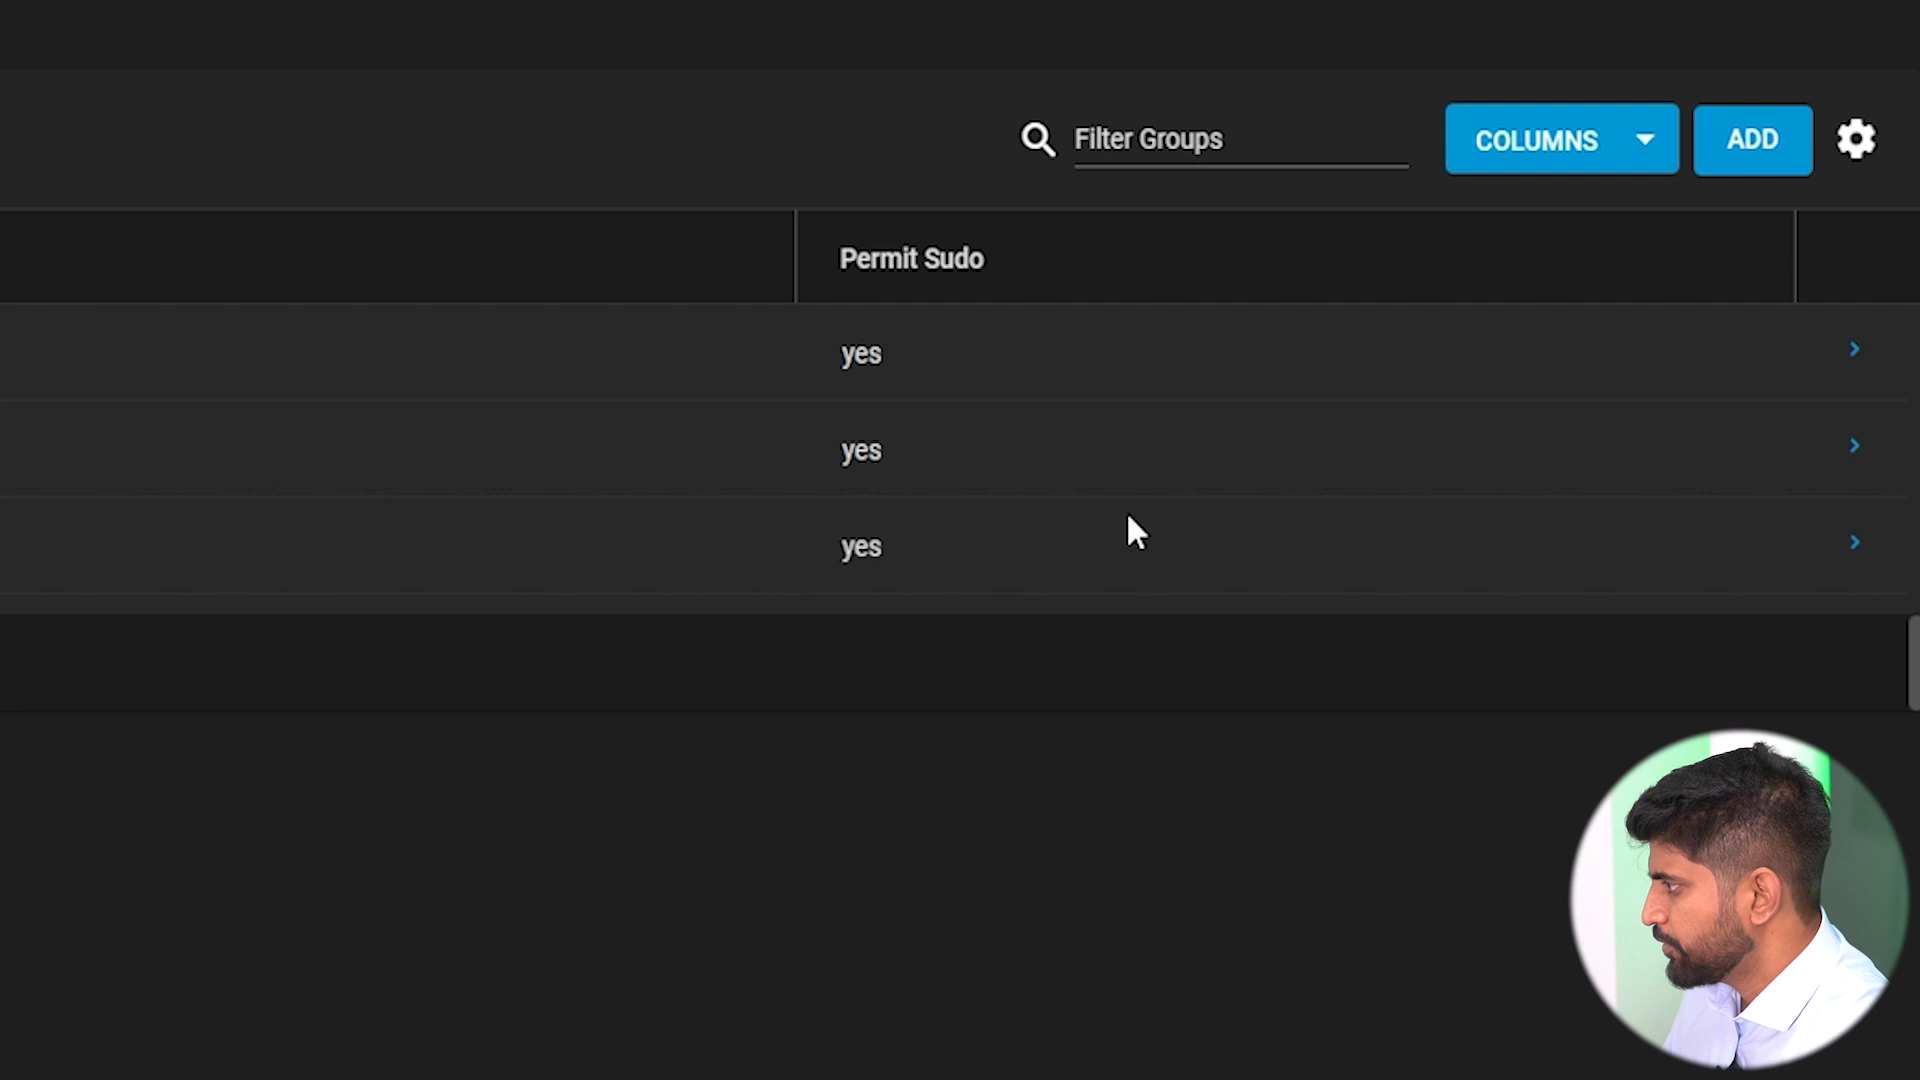 Filter Groups
COLUMNS
ADD
Permit Sudo
yes
yes
yes